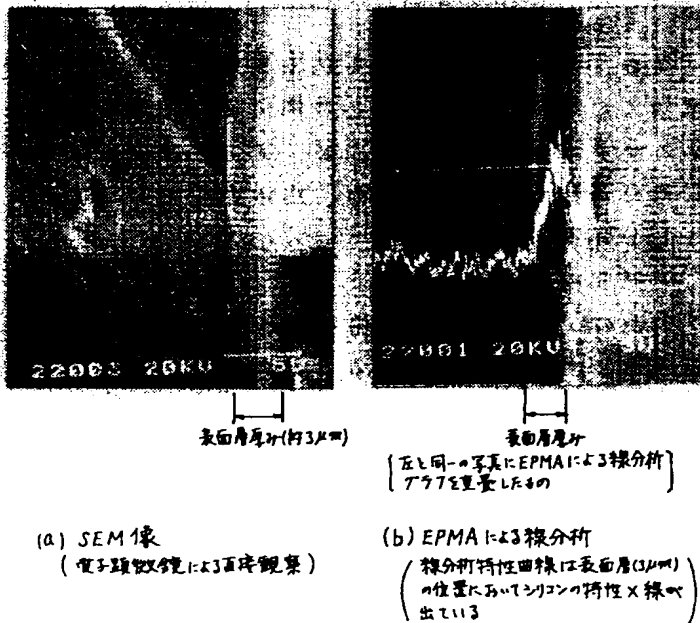 22003 20KV 5U
22001 20KV
表面層厚み(約3μm)
表面層厚み
左と同一の写真にEPMAによる線分析
グラフを重畳したもの
(a) SEM像
(電子顕微鏡による直接観察)
(b) EPMAによる線分析
線分析特性曲線は表面層(3μm)
の位置においてシリコンの特性X線が
出ている